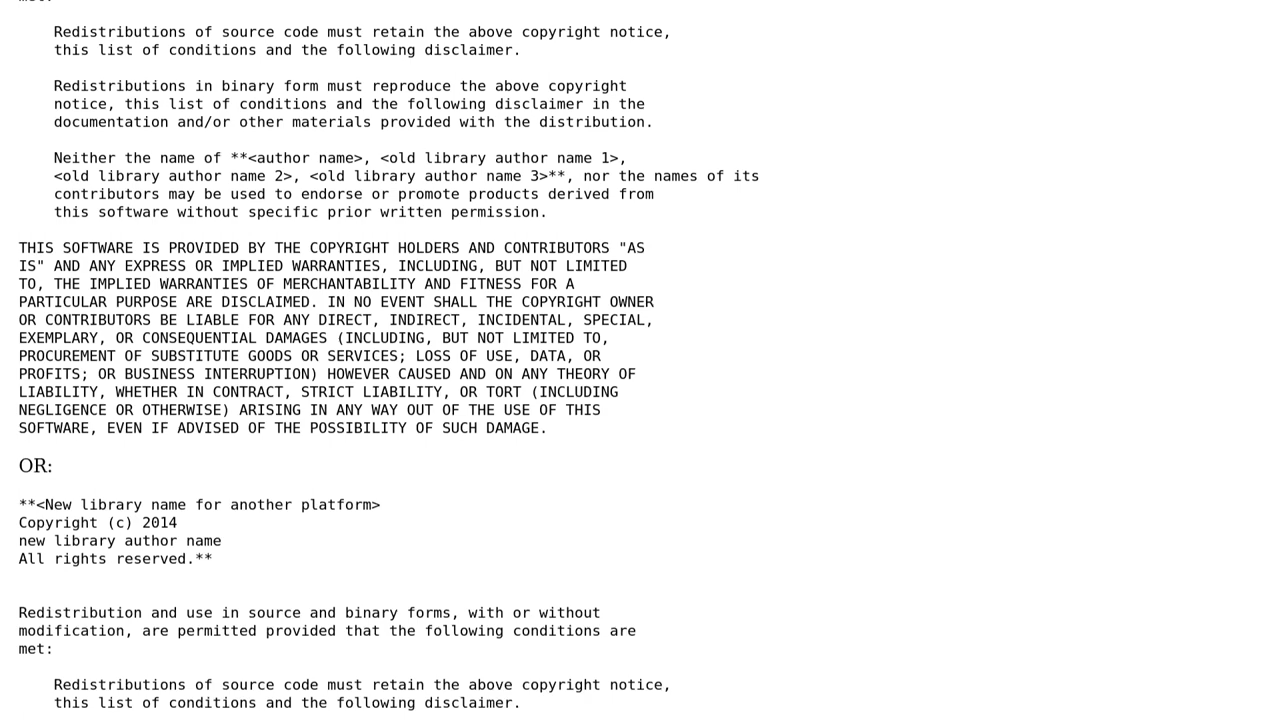 Redistributions of source code must retain the above copyright notice,
this list of conditions and the following disclaimer.
Redistributions in binary form must reproduce the above copyright
notice, this list of conditions and the following disclaimer in the
documentation and/or other materials provided with the distribution.
Neither the name of **<author name>, <old library author name 1>,
<old library author name 2>, <old library author name 3>**, nor the names of its
contributors may be used to endorse or promote products derived from
this software without specific prior written permission.
THIS SOFTWARE IS PROVIDED BY THE COPYRIGHT HOLDERS AND CONTRIBUTORS "AS
IS" AND ANY EXPRESS OR IMPLIED WARRANTIES, INCLUDING, BUT NOT LIMITED
TO, THE IMPLIED WARRANTIES OF MERCHANTABILITY AND FITNESS FOR A
PARTICULAR PURPOSE ARE DISCLAIMED. IN NO EVENT SHALL THE COPYRIGHT OWNER
OR CONTRIBUTORS BE LIABLE FOR ANY DIRECT, INDIRECT, INCIDENTAL, SPECIAL,
EXEMPLARY, OR CONSEQUENTIAL DAMAGES (INCLUDING, BUT NOT LIMITED TO,
PROCUREMENT OF SUBSTITUTE GOODS OR SERVICES; LOSS OF USE, DATA, OR
PROFITS; OR BUSINESS INTERRUPTION) HOWEVER CAUSED AND ON ANY THEORY OF
LIABILITY, WHETHER IN CONTRACT, STRICT LIABILITY, OR TORT (INCLUDING
NEGLIGENCE OR OTHERWISE) ARISING IN ANY WAY OUT OF THE USE OF THIS
SOFTWARE, EVEN IF ADVISED OF THE POSSIBILITY OF SUCH DAMAGE.
OR:
**<New library name for another platform>
Copyright (c) 2014
new library author name
All rights reserved.**
Redistribution and use in source and binary forms, with or without
modification, are permitted provided that the following conditions are
met:
Redistributions of source code must retain the above copyright notice,
this list of conditions and the following disclaimer.